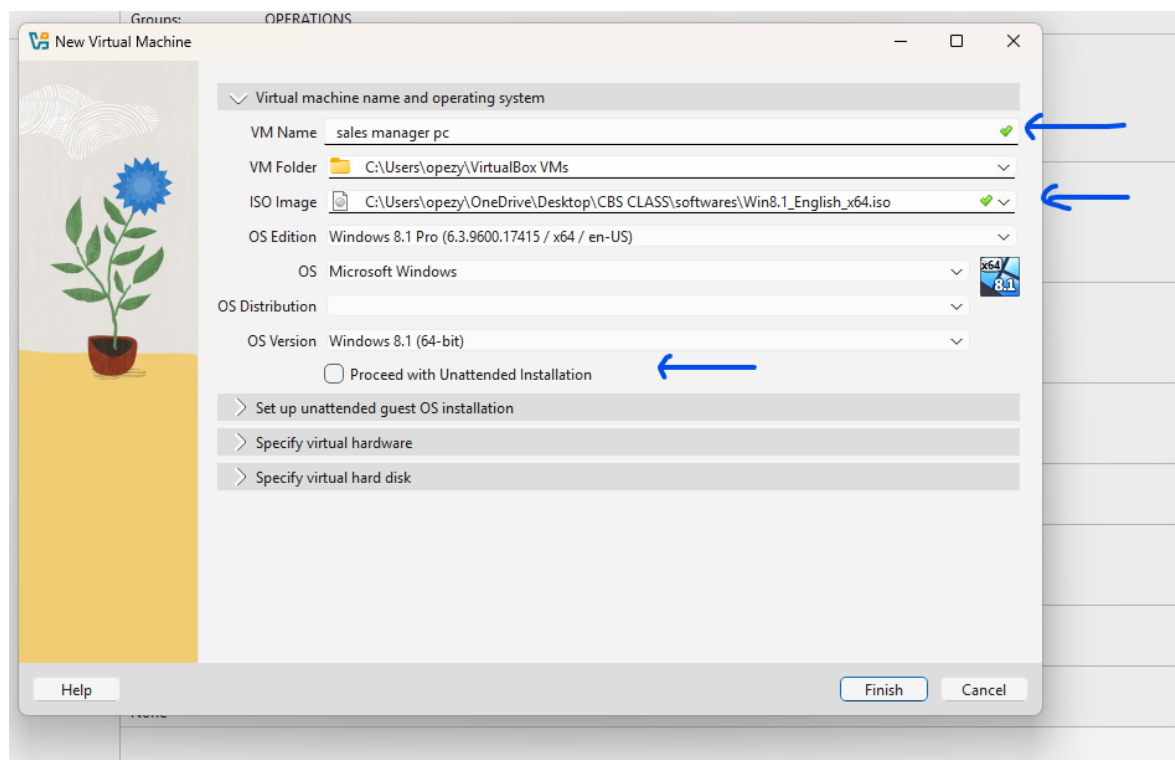 Groups: OPERATIONS
New Virtual Machine
Virtual machine name and operating system
VM Name sales manager pc
VM Folder C:\Users\opezy\VirtualBox VMs
ISO Image C:\Users\opezy\OneDrive\Desktop\CBS CLASS\softwares\Win8.1_English_x64.iso
OS Edition Windows 8.1 Pro (6.3.9600.17415 / x64 / en-US)
OS Microsoft Windows
x64
8.1
OS Distribution
OS Version Windows 8.1 (64-bit)
Proceed with Unattended Installation
Set up unattended guest OS installation
Specify virtual hardware
Specify virtual hard disk
Help Finish Cancel
None